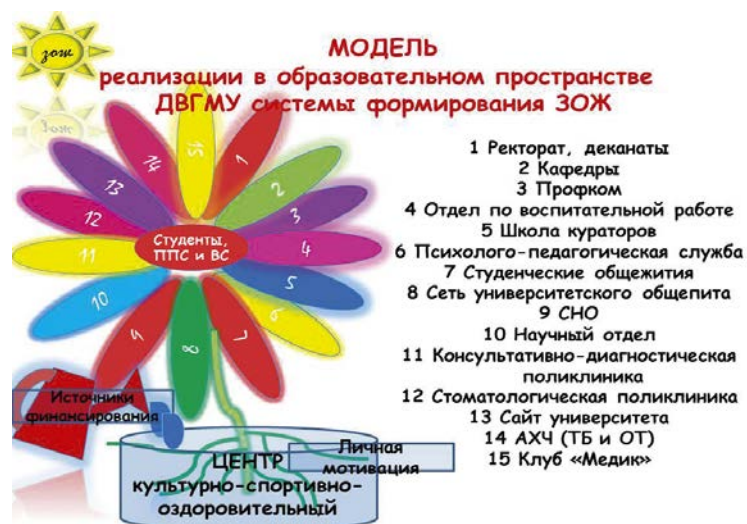 зож
МОДЕЛЬ
реализации в образовательном пространстве
ДВГМУ системы формирования ЗОЖ
Зож
1
2
3
4
5
6
7
8
9
10
11
12
13
14
15
Студенты,
ППС и ВС
Источники
финансирования
Личная
мотивация
ЦЕНТР
культурно-спортивно-
оздоровительный
1 Ректорат, деканаты
2 Кафедры
3 Профком
4 Отдел по воспитательной работе
5 Школа кураторов
6 Психолого-педагогическая служба
7 Студенческие общежития
8 Сеть университетского общепита
9 СНО
10 Научный отдел
11 Консультативно-диагностическая
поликлиника
12 Стоматологическая поликлиника
13 Сайт университета
14 АХЧ (ТБ и ОТ)
15 Клуб «Медик»